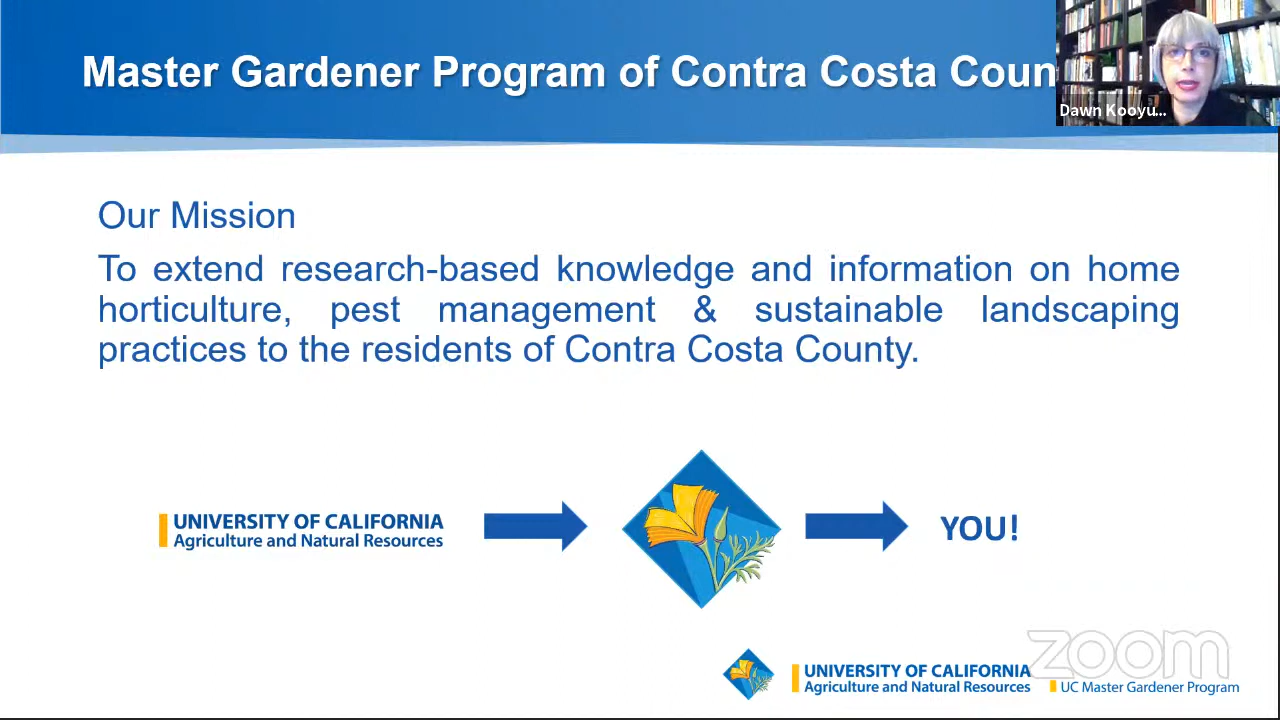 Master Gardener Program of Contra Costa Coun
Dawn Kooyu...
Our Mission
To extend research-based knowledge and information on home
horticulture, pest management & sustainable landscaping
practices to the residents of Contra Costa County.
UNIVERSITY OF CALIFORNIA
Agriculture and Natural Resources
YOU!
zoom
UNIVERSITY OF CALIFORNIA
Agriculture and Natural Resources
UC Master Gardener Program